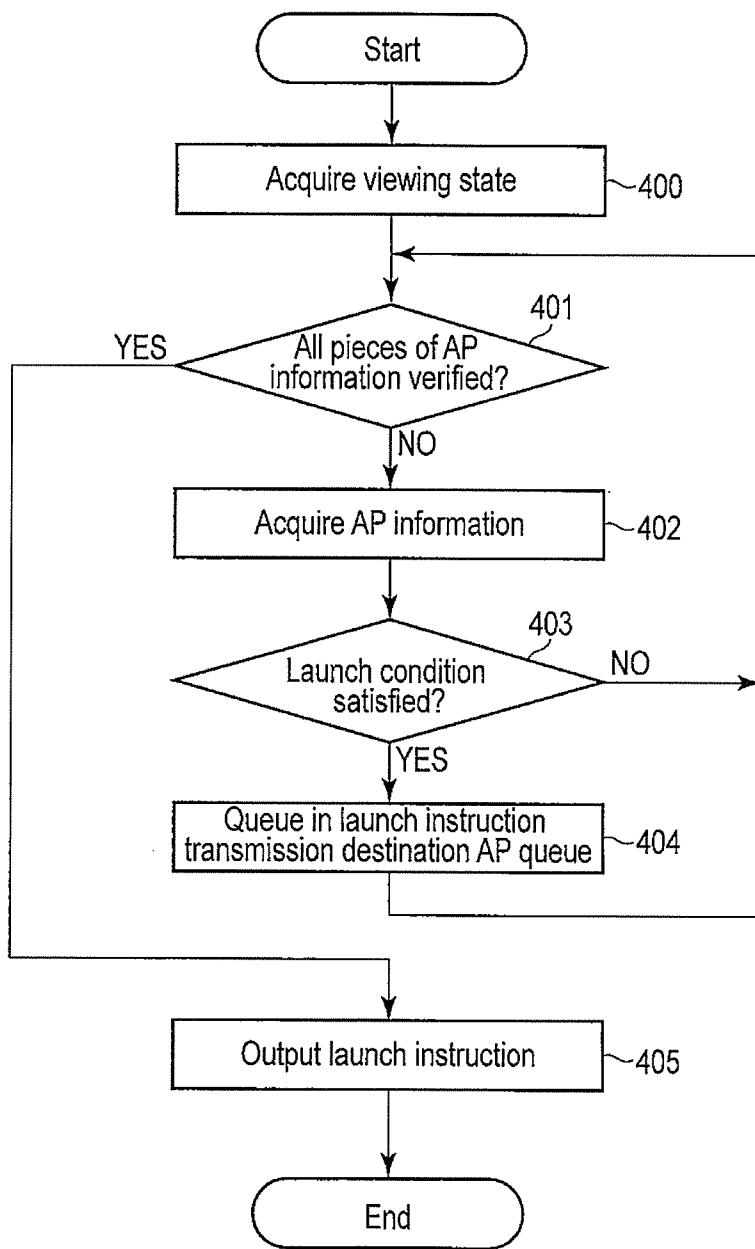 Start
Acquire viewing state
400
401
YES
All pieces of AP
information verified?
NO
Acquire AP information
402
403
Launch condition
satisfied?
NO
YES
Queue in launch instruction
transmission destination AP queue
404
Output launch instruction
405
End